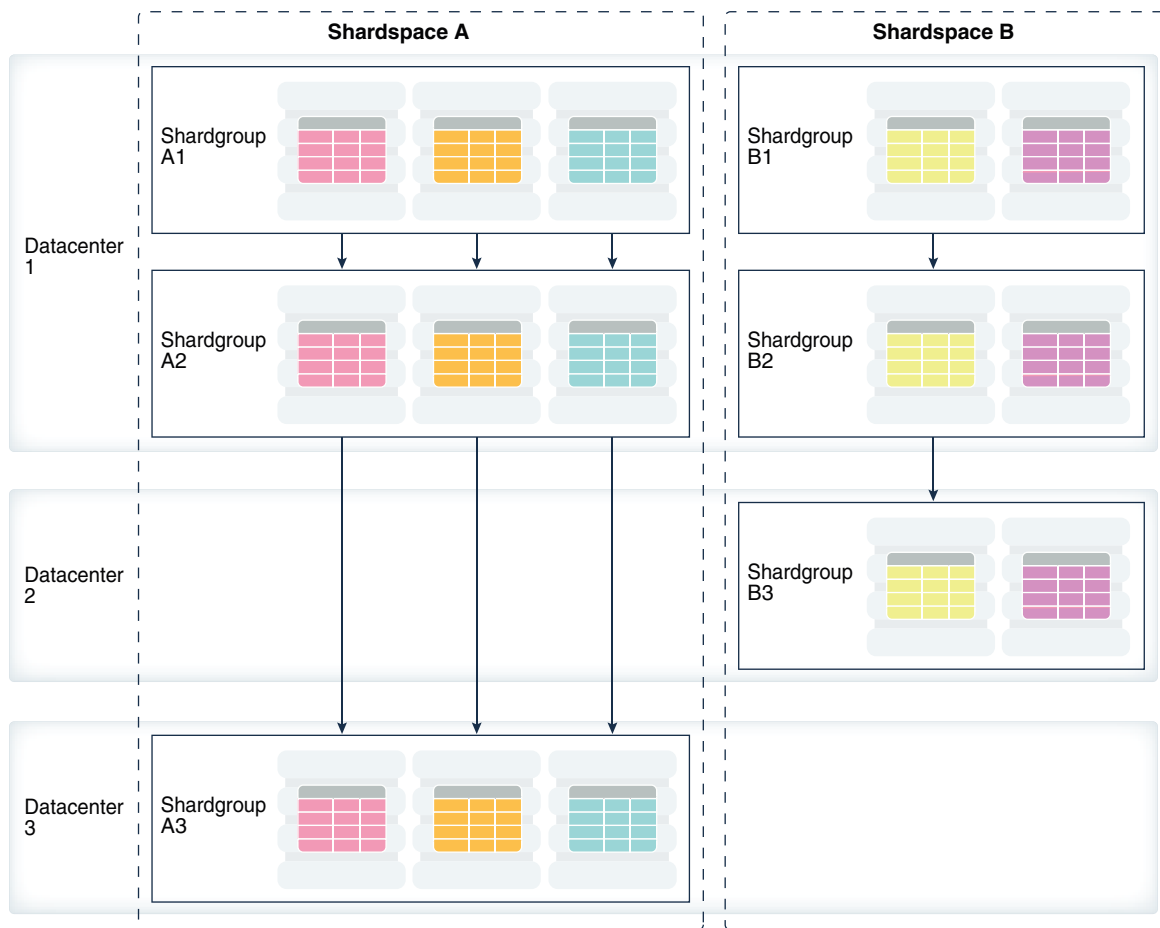 Shardspace A
Shardspace B
Datacenter
1
Shardgroup
A1
Shardgroup
B1
Shardgroup
A2
Shardgroup
B2
Datacenter
2
Shardgroup
B3
Datacenter
3
Shardgroup
A3